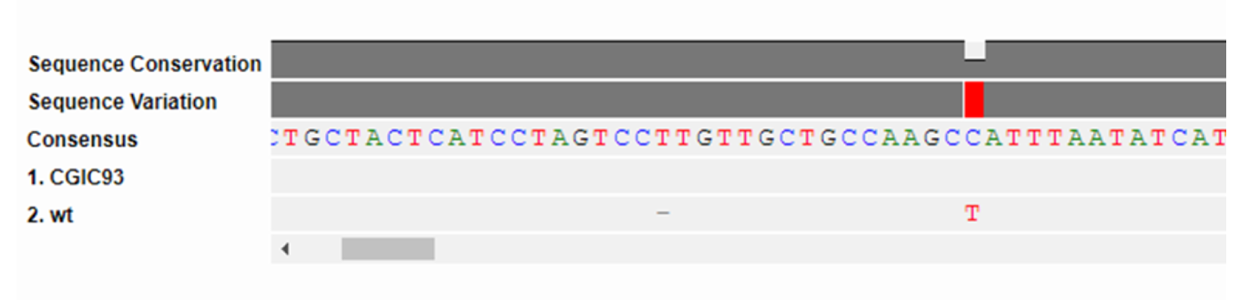 Sequence Conservation
Sequence Variation
Consensus CTGCTACTCATCCTAGTCCTTGTTGCTGCCAAGCCATTTAATATCAT
1. CGIC93
2. wt - T